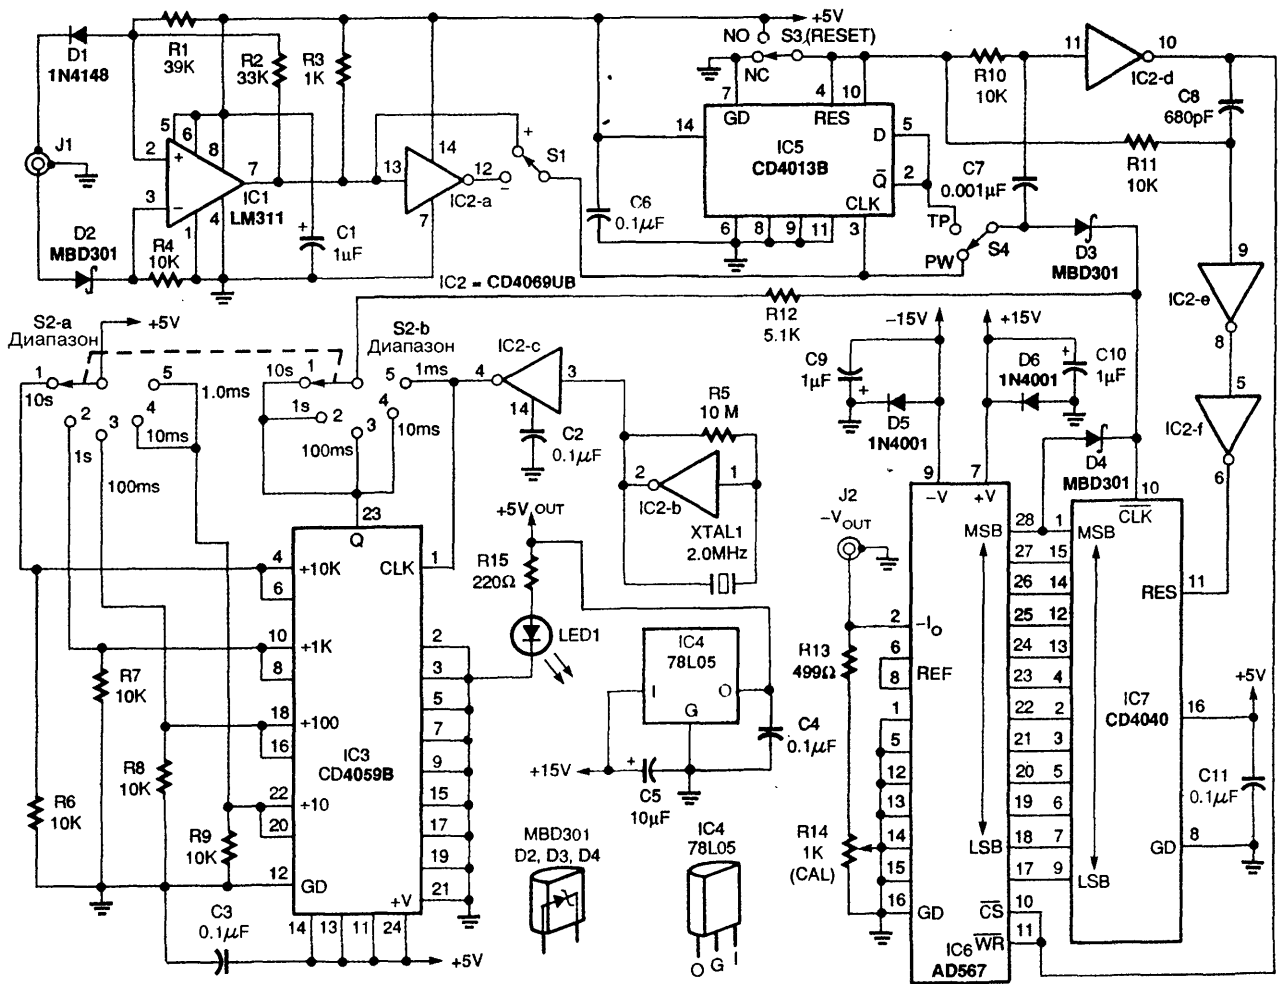 +5V
NO
S3 (RESET)
NC
R1
39K
D1
1N4148
R2
33K
R3
1K
J1
5
6
8
2
+
3
−
7
IC1
LM311
1
4
D2
MBD301
R4
10K
+
C1
1µF
14
13
12
IC2-a
7
+
−
S1
IC2 = CD4069UB
C6
0.1µF
7
4
10
GD
RES
14
D
5
IC5
CD4013B
Q
2
CLK
6
8
9
11
3
TP
PW
S4
C7
0.001µF
R10
10K
11
10
IC2-d
C8
680pF
R11
10K
D3
MBD301
9
IC2-e
8
5
IC2-f
6
R12
5.1K
S2-a
Диапазон
+5V
1
10s
2
1s
3
100ms
4
10ms
5
1.0ms
S2-b
Диапазон
10s
1
1s
2
100ms
3
4
10ms
5
1ms
IC2-c
4
3
14
C2
0.1µF
R5
10 M
2
1
IC2-b
XTAL1
2.0MHz
−15V
+15V
C9
1µF
+
D5
1N4001
D6
1N4001
+
C10
1µF
D4
MBD301
23
Q
4
+10K
6
10
+1K
8
18
+100
16
IC3
CD4059B
22
+10
20
12
GD
CLK
1
2
3
5
7
9
15
17
19
21
+V
14
13
11
24
+5V
R6
10K
R7
10K
R8
10K
R9
10K
C3
0.1µF
+5V OUT
R15
220Ω
LED1
IC4
78L05
I
O
G
C4
0.1µF
+15V
+
C5
10µF
MBD301
D2, D3, D4
IC4
78L05
O
G
I
J2
−VOUT
R13
499Ω
R14
1K
(CAL)
9
7
−V
+V
2
−IO
6
REF
8
1
5
12
13
14
15
16
GD
MSB
28
27
26
25
24
23
22
21
20
19
LSB
18
17
CS
10
WR
11
IC6
AD567
10
CLK
1
MSB
15
14
12
13
4
2
3
5
6
7
9
LSB
RES
11
IC7
CD4040
16
+5V
C11
0.1µF
GD
8